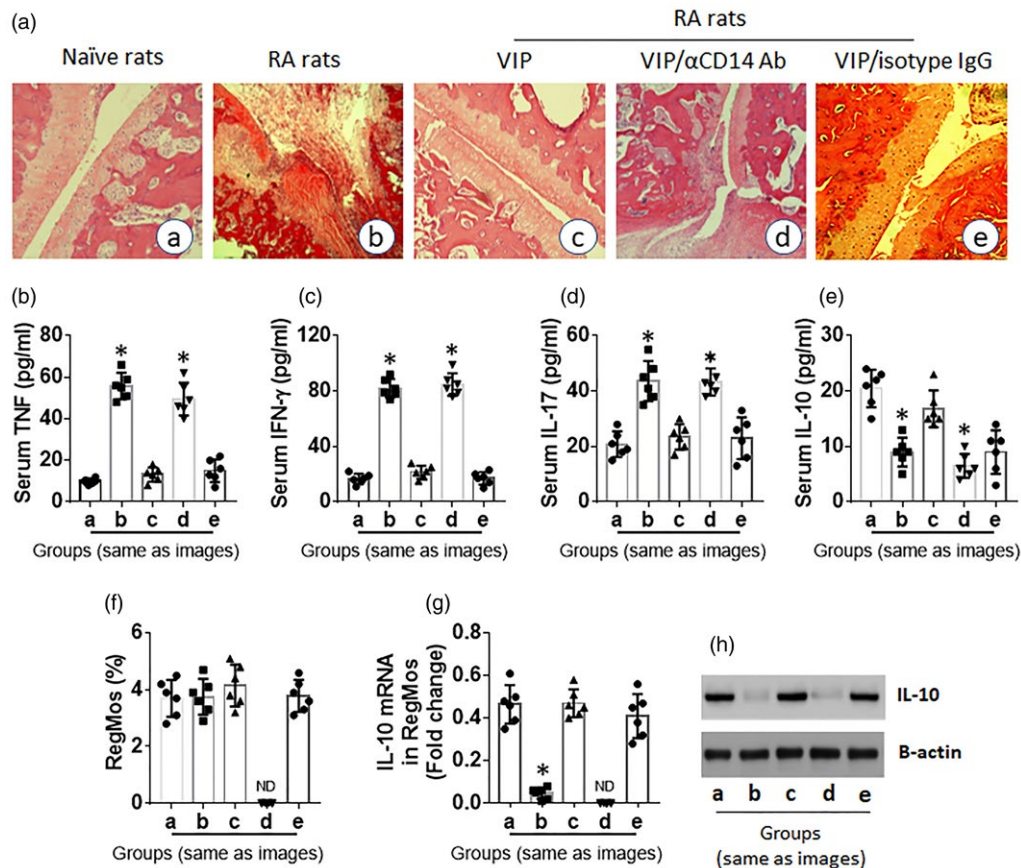 (a)
RA rats
Naïve rats
RA rats
VIP
VIP/αCD14 Ab
VIP/isotype IgG
a
b
c
d
e
(b)
(c)
(d)
(e)
Serum TNF (pg/ml)
80
60
40
20
0
*
*
a b c d e
Groups (same as images)
Serum IFN-γ (pg/ml)
120
80
40
0
*
*
a b c d e
Groups (same as images)
Serum IL-17 (pg/ml)
60
40
20
0
*
*
a b c d e
Groups (same as images)
Serum IL-10 (pg/ml)
30
20
10
0
*
*
a b c d e
Groups (same as images)
(f)
(g)
(h)
RegMos (%)
6
4
2
0
ND
a b c d e
Groups (same as images)
IL-10 mRNA
in RegMos
(Fold change)
0.8
0.6
0.4
0.2
0.0
*
ND
a b c d e
Groups (same as images)
IL-10
B-actin
a b c d e
Groups
(same as images)